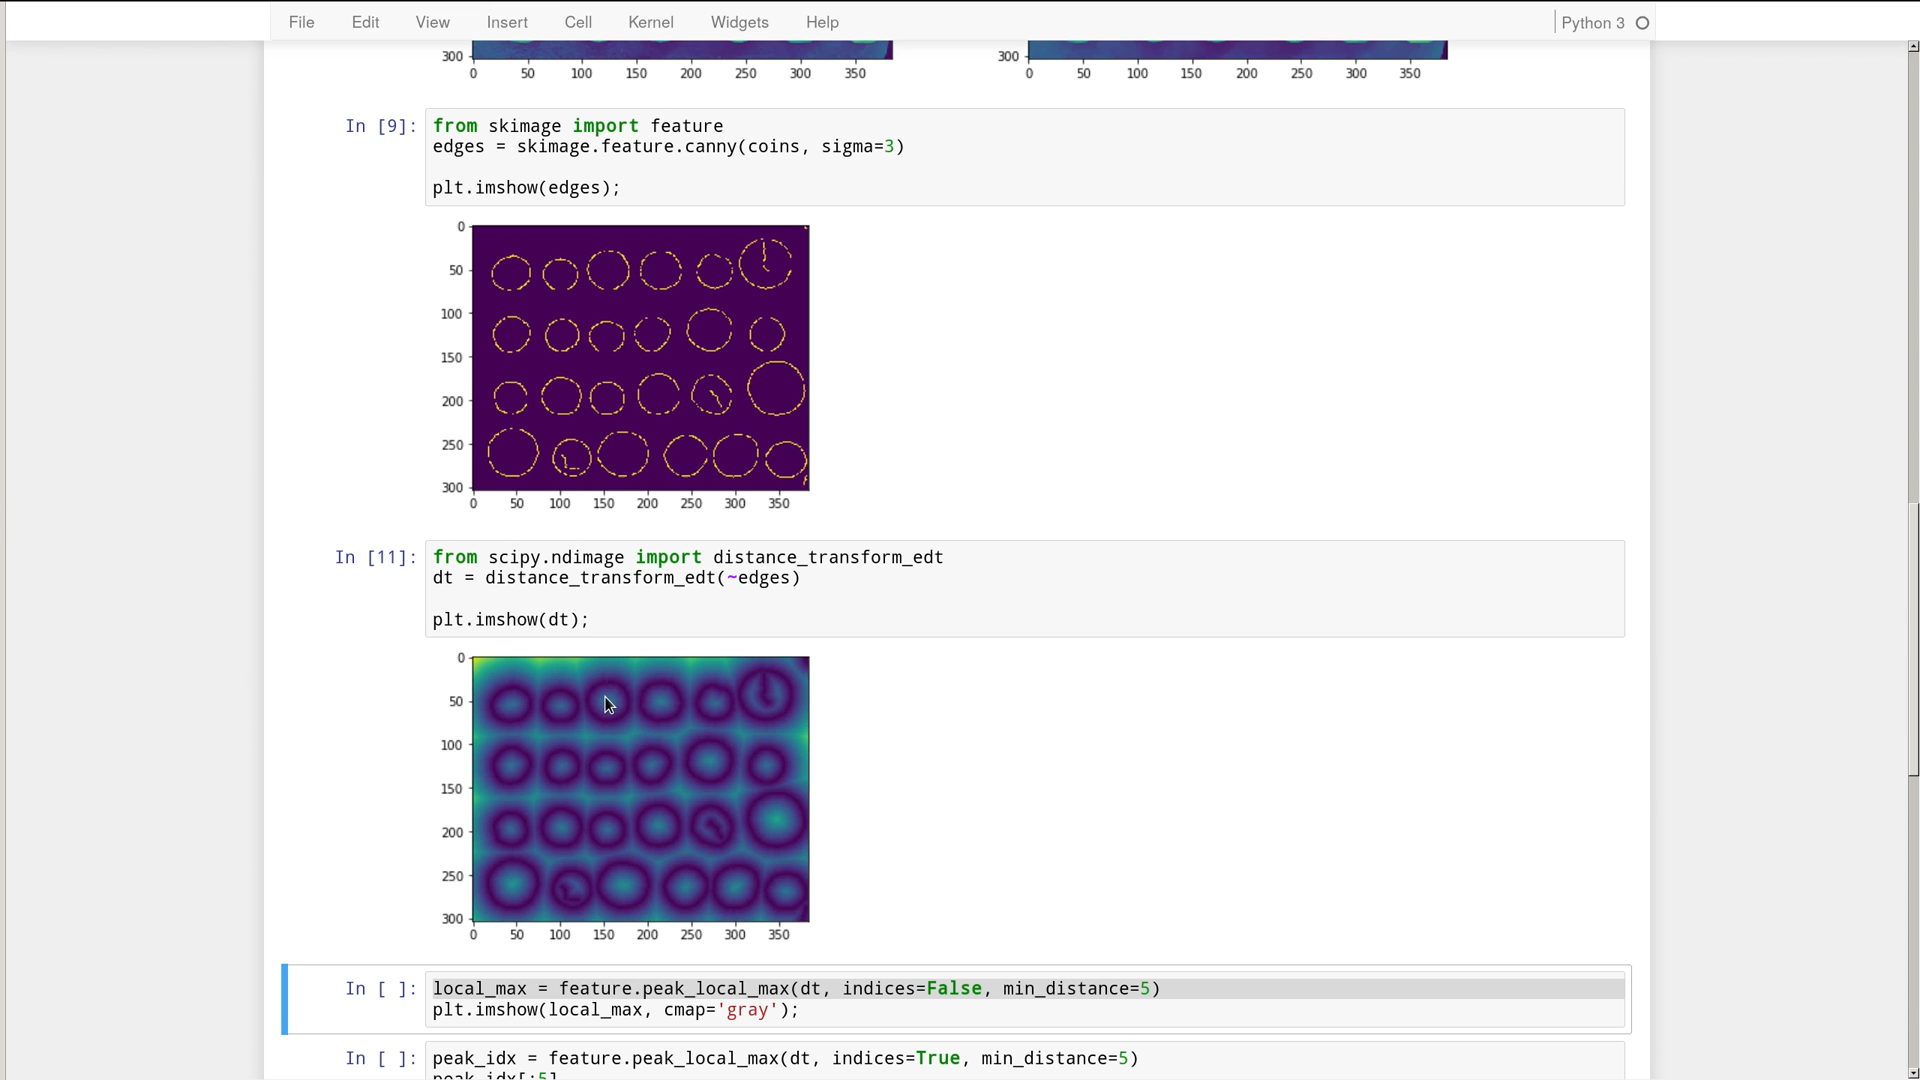 File Edit View Insert Cell Kernel Widgets Help Python 3
300 300
0 50 100 150 200 250 300 350 0 50 100 150 200 250 300 350
In [9]: from skimage import feature
edges = skimage.feature.canny(coins, sigma=3)
plt.imshow(edges);
0
50
100
150
200
250
300
0 50 100 150 200 250 300 350
In [11]: from scipy.ndimage import distance_transform_edt
dt = distance_transform_edt(~edges)
plt.imshow(dt);
0
50
100
150
200
250
300
0 50 100 150 200 250 300 350
In [ ]: local_max = feature.peak_local_max(dt, indices=False, min_distance=5)
plt.imshow(local_max, cmap='gray');
In [ ]: peak_idx = feature.peak_local_max(dt, indices=True, min_distance=5)
peak_idx[:5]